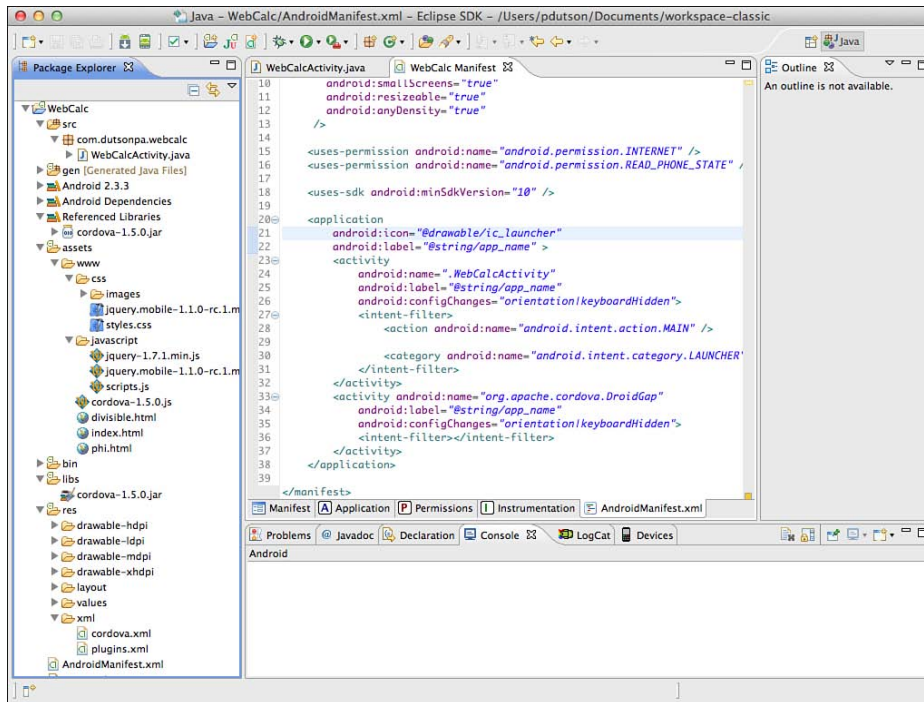 Java - WebCalc/AndroidManifest.xml - Eclipse SDK - /Users/pdutson/Documents/workspace-classic
Java
Package Explorer
WebCalc
src
com.dutsonpa.webcalc
WebCalcActivity.java
gen [Generated Java Files]
Android 2.3.3
Android Dependencies
Referenced Libraries
cordova-1.5.0.jar
assets
www
css
images
jquery.mobile-1.1.0-rc.1.m
styles.css
javascript
jquery-1.7.1.min.js
jquery.mobile-1.1.0-rc.1.m
scripts.js
cordova-1.5.0.js
divisible.html
index.html
phi.html
bin
libs
cordova-1.5.0.jar
res
drawable-hdpi
drawable-ldpi
drawable-mdpi
drawable-xhdpi
layout
values
xml
cordova.xml
plugins.xml
AndroidManifest.xml
WebCalcActivity.java WebCalc Manifest
10 android:smallScreens="true"
11 android:resizeable="true"
12 android:anyDensity="true"
13 />
14
15 <uses-permission android:name="android.permission.INTERNET" />
16 <uses-permission android:name="android.permission.READ_PHONE_STATE" /
17
18 <uses-sdk android:minSdkVersion="10" />
19
20 <application
21 android:icon="@drawable/ic_launcher"
22 android:label="@string/app_name" >
23 <activity
24 android:name=".WebCalcActivity"
25 android:label="@string/app_name"
26 android:configChanges="orientation|keyboardHidden">
27 <intent-filter>
28 <action android:name="android.intent.action.MAIN" />
29
30 <category android:name="android.intent.category.LAUNCHER"
31 </intent-filter>
32 </activity>
33 <activity android:name="org.apache.cordova.DroidGap"
34 android:label="@string/app_name"
35 android:configChanges="orientation|keyboardHidden">
36 <intent-filter></intent-filter>
37 </activity>
38 </application>
39
</manifest>
Manifest A Application P Permissions I Instrumentation AndroidManifest.xml
Outline
An outline is not available.
Problems @ Javadoc Declaration Console LogCat Devices
Android